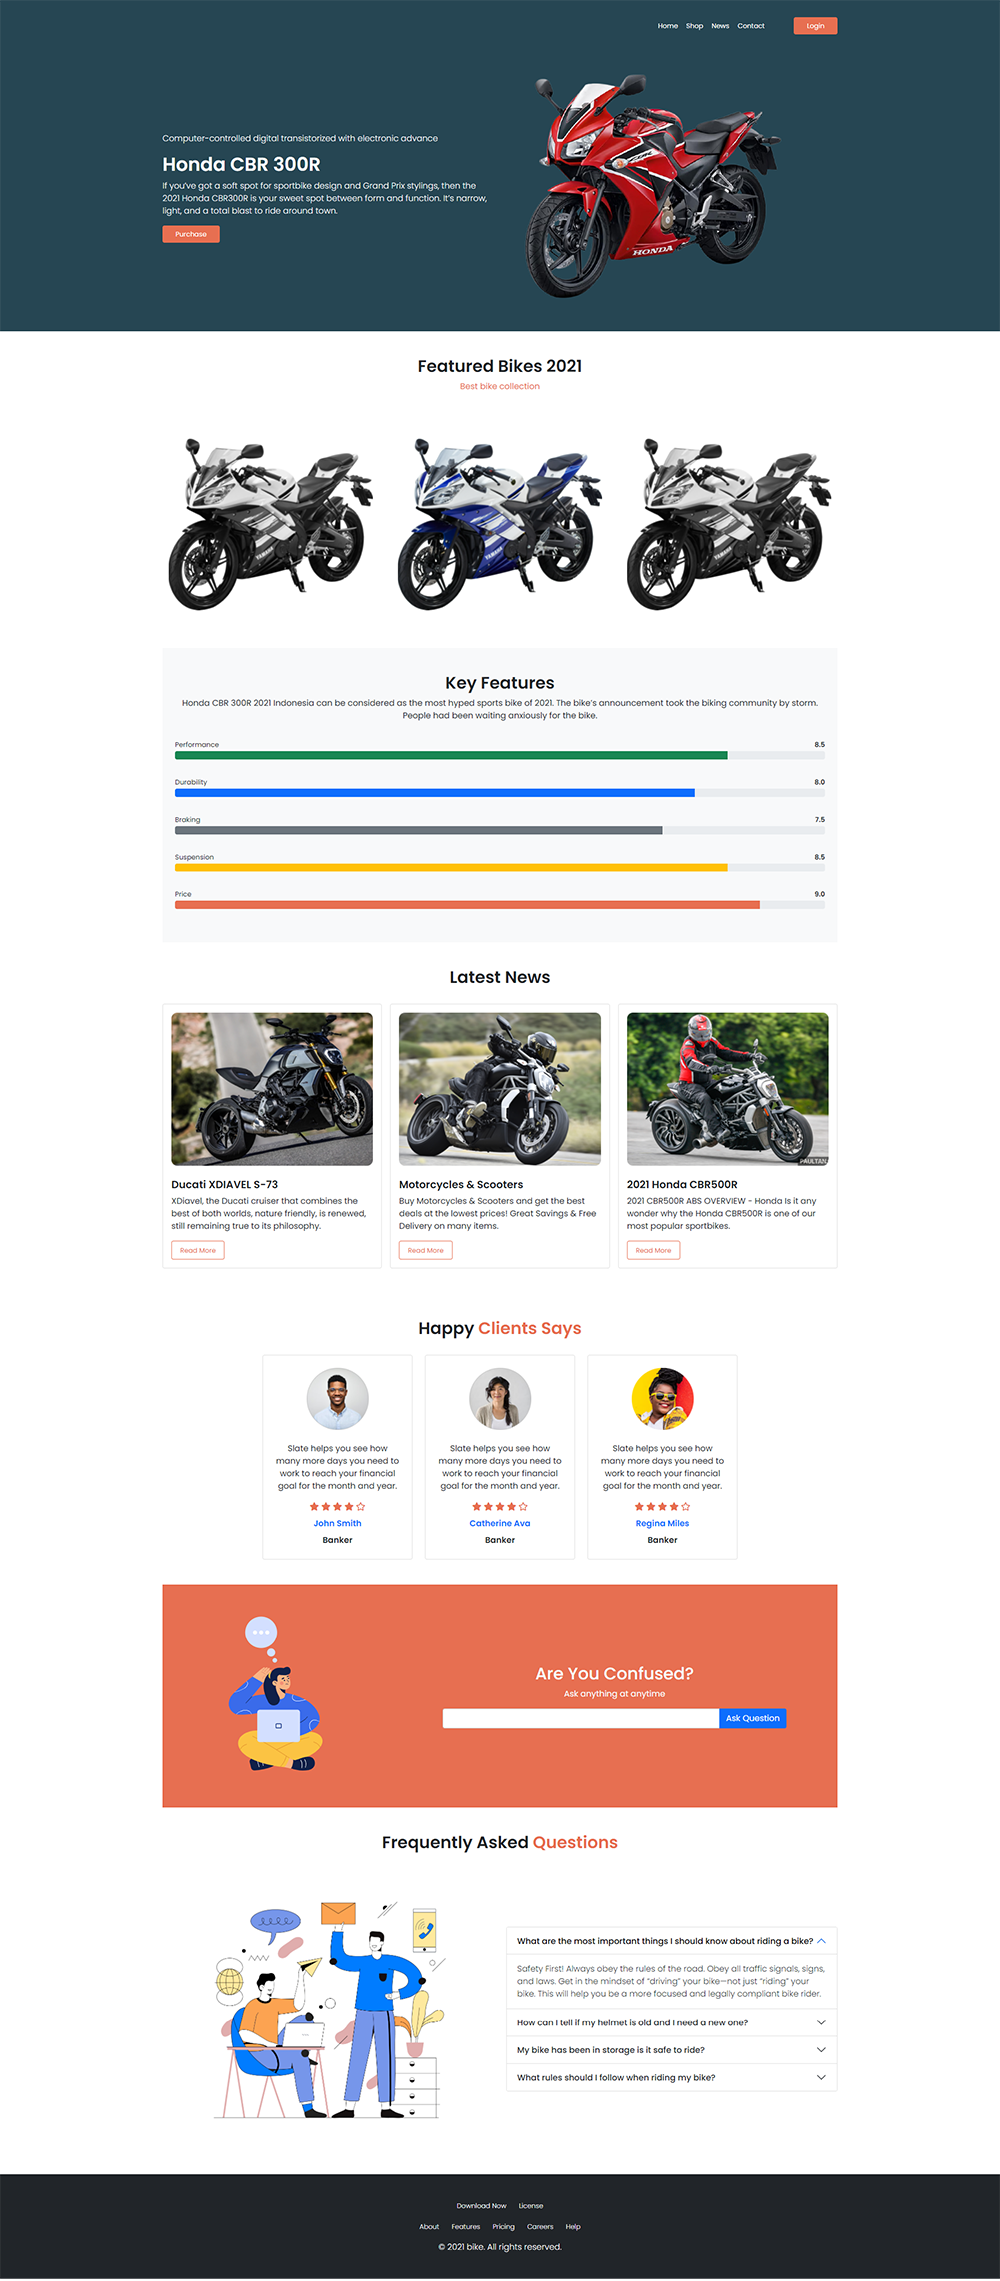 Home Shop News Contact Login
Computer-controlled digital transistorized with electronic advance
Honda CBR 300R
If you've got a soft spot for sportbike design and Grand Prix stylings, then the
2021 Honda CBR300R is your sweet spot between form and function. It's narrow,
light, and a total blast to ride around town.
Purchase
HONDA
Featured Bikes 2021
Best bike collection
YAMAHA
YAMAHA
YAMAHA
Key Features
Honda CBR 300R 2021 Indonesia can be considered as the most hyped sports bike of 2021. The bike's announcement took the biking community by storm.
People had been waiting anxiously for the bike.
Performance 8.5
Durability 8.0
Braking 7.5
Suspension 8.5
Price 9.0
Latest News
PAULTAN
Ducati XDIAVEL S-73
XDiavel, the Ducati cruiser that combines the
best of both worlds, nature friendly, is renewed,
still remaining true to its philosophy.
Read More
Motorcycles & Scooters
Buy Motorcycles & Scooters and get the best
deals at the lowest prices! Great Savings & Free
Delivery on many items.
Read More
2021 Honda CBR500R
2021 CBR500R ABS OVERVIEW - Honda Is it any
wonder why the Honda CBR500R is one of our
most popular sportbikes.
Read More
Happy Clients Says
Slate helps you see how
many more days you need to
work to reach your financial
goal for the month and year.
John Smith
Banker
Slate helps you see how
many more days you need to
work to reach your financial
goal for the month and year.
Catherine Ava
Banker
Slate helps you see how
many more days you need to
work to reach your financial
goal for the month and year.
Regina Miles
Banker
Are You Confused?
Ask anything at anytime
Ask Question
Frequently Asked Questions
What are the most important things I should know about riding a bike?
Safety First! Always obey the rules of the road. Obey all traffic signals, signs,
and laws. Get in the mindset of "driving" your bike—not just "riding" your
bike. This will help you be a more focused and legally compliant bike rider.
How can I tell if my helmet is old and I need a new one?
My bike has been in storage is it safe to ride?
What rules should I follow when riding my bike?
Download Now License
About Features Pricing Careers Help
© 2021 bike. All rights reserved.